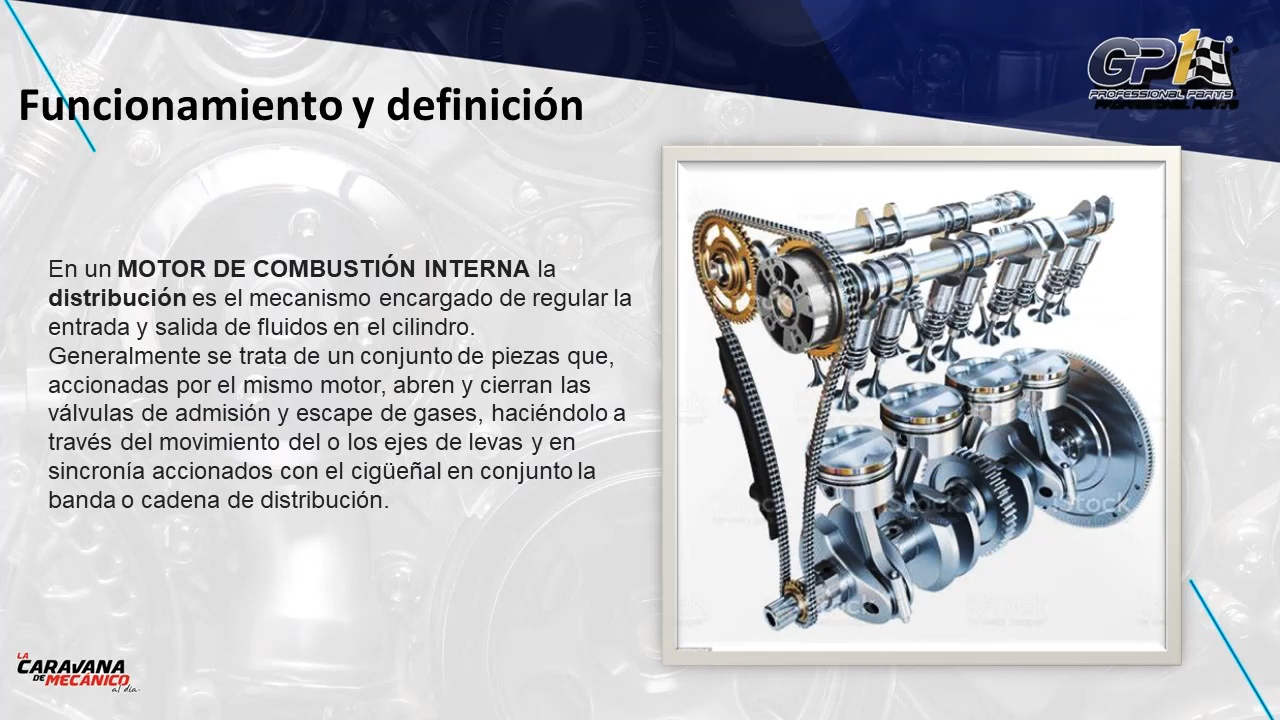 GP1®
PROFESSIONAL PARTS
Funcionamiento y definición
En un MOTOR DE COMBUSTIÓN INTERNA la
distribución es el mecanismo encargado de regular la
entrada y salida de fluidos en el cilindro.
Generalmente se trata de un conjunto de piezas que,
accionadas por el mismo motor, abren y cierran las
válvulas de admisión y escape de gases, haciéndolo a
través del movimiento del o los ejes de levas y en
sincronía accionados con el cigüeñal en conjunto la
banda o cadena de distribución.
iStock
LA
CARAVANA
DE MECÁNICO
al día.